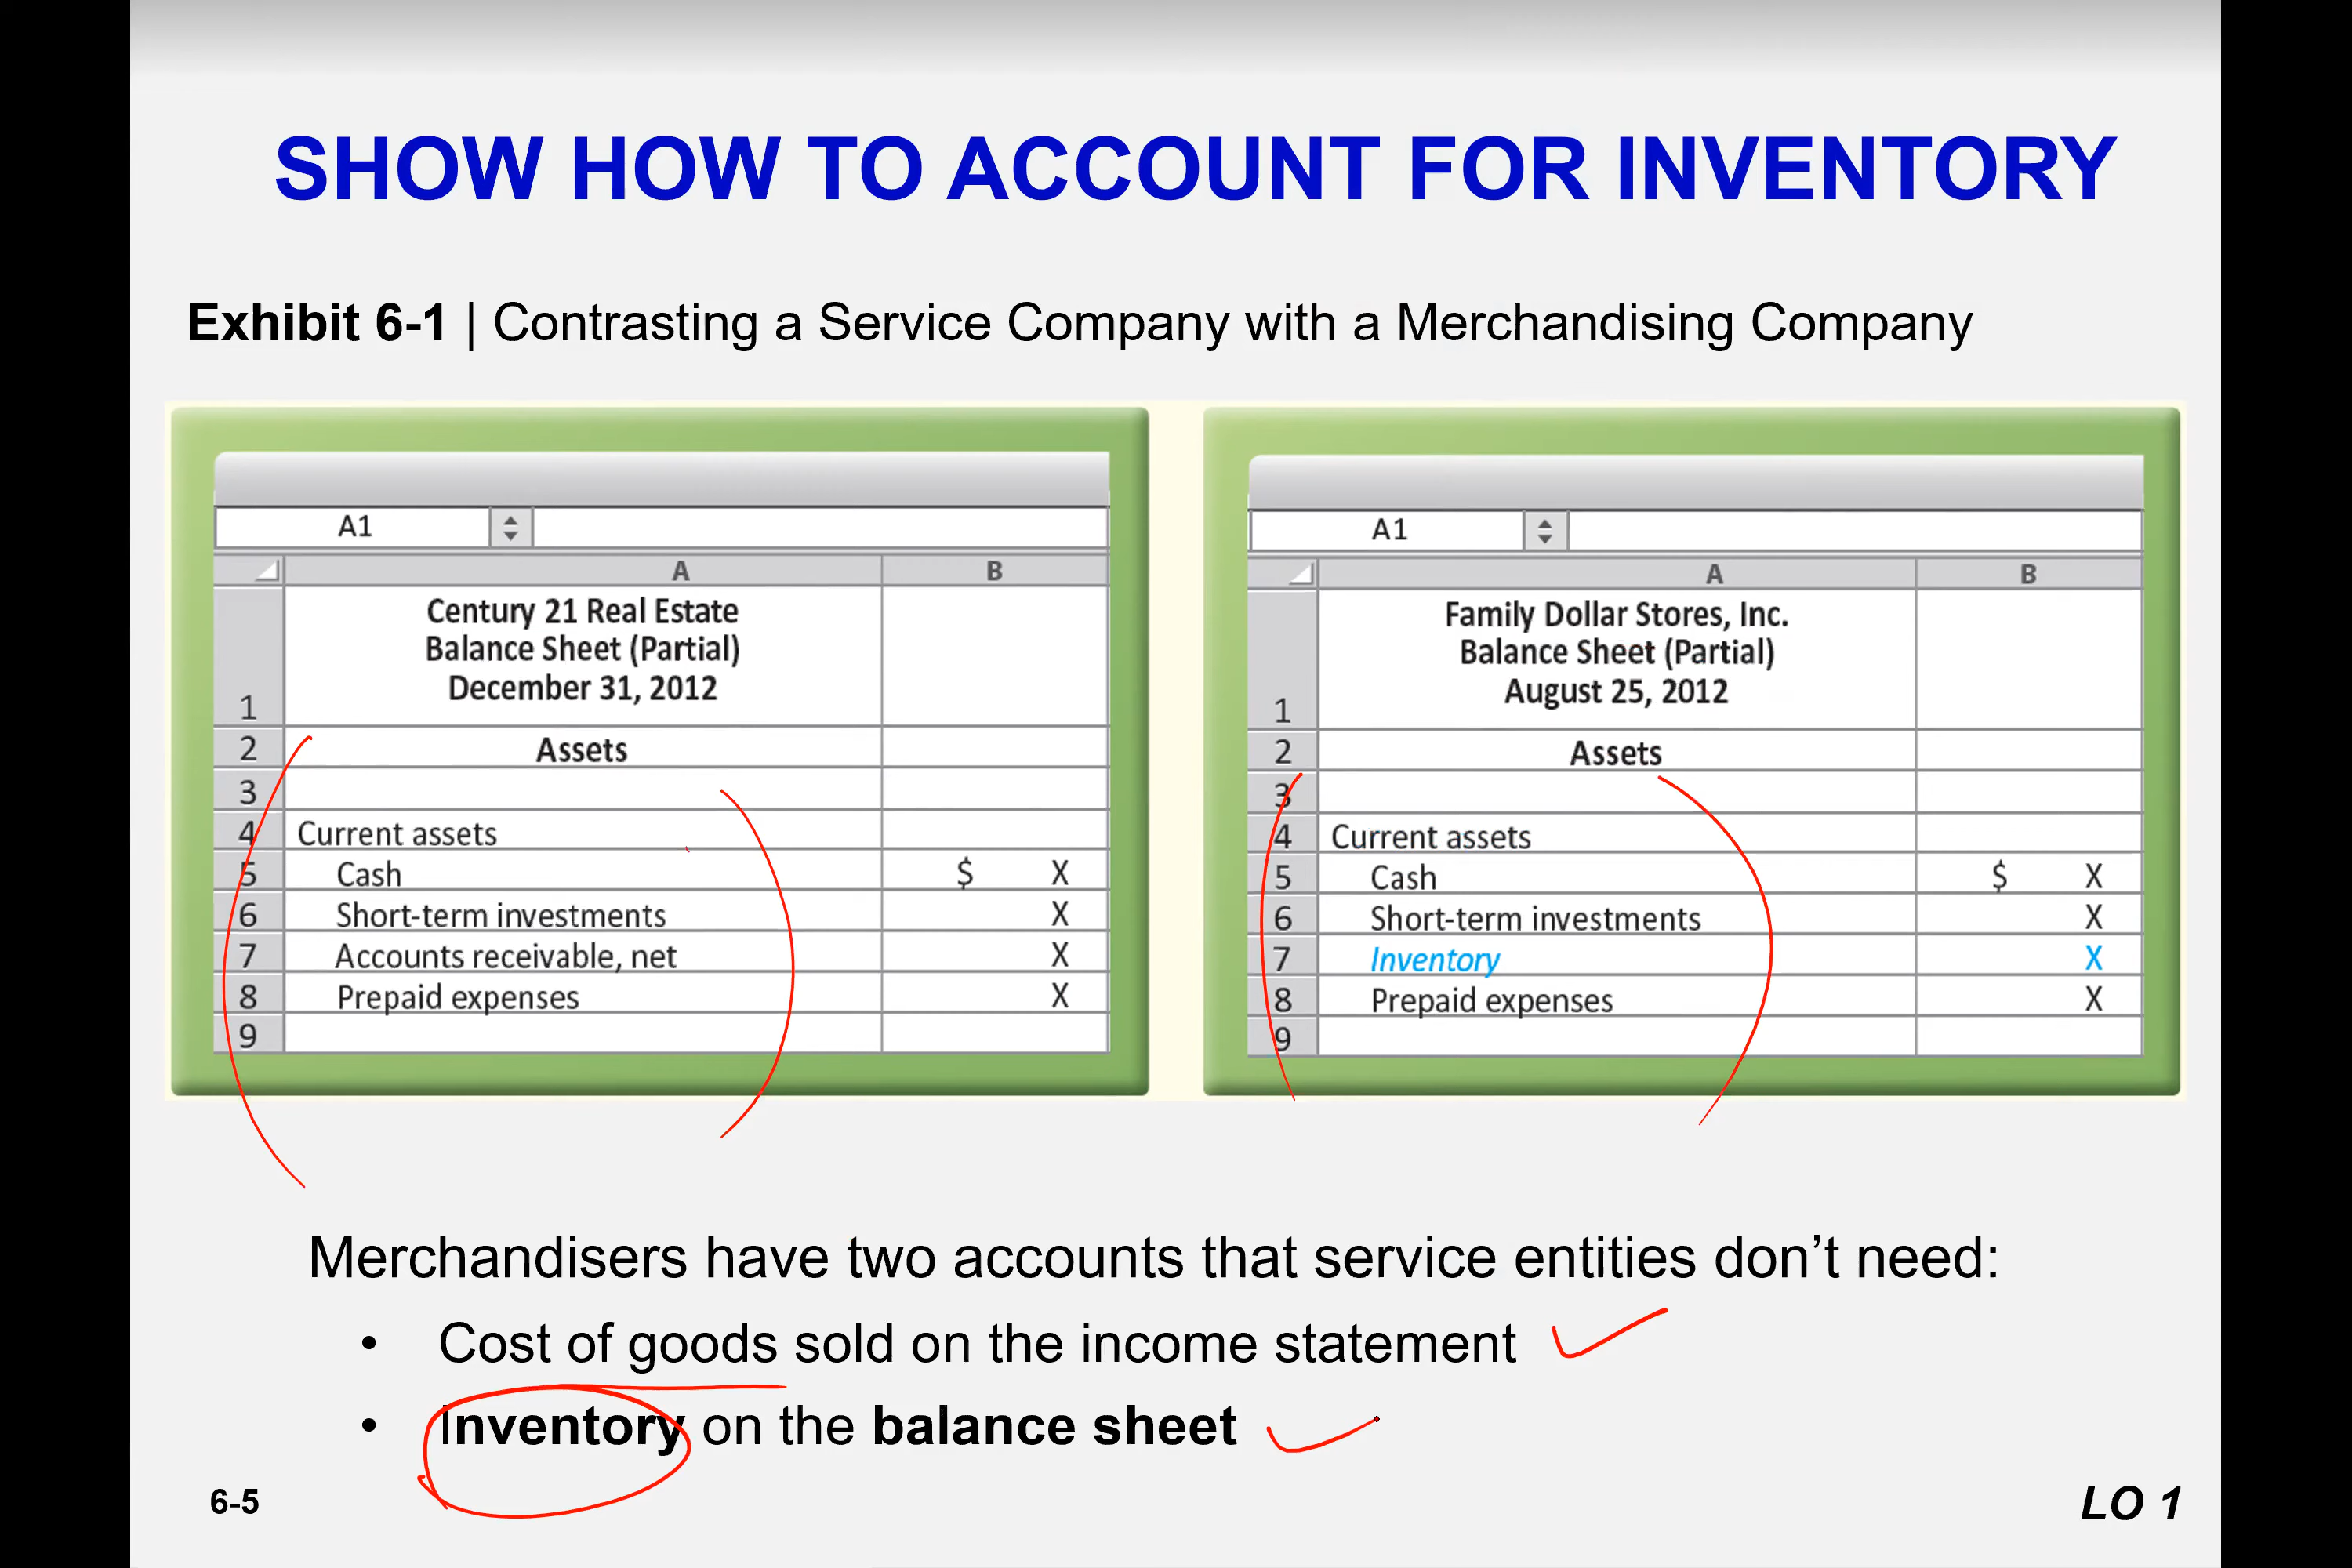 SHOW HOW TO ACCOUNT FOR INVENTORY
Exhibit 6-1 | Contrasting a Service Company with a Merchandising Company
A1
A B
Century 21 Real Estate
Balance Sheet (Partial)
December 31, 2012
1
2 Assets
3
4 Current assets
5 Cash $ X
6 Short-term investments X
7 Accounts receivable, net X
8 Prepaid expenses X
9
A1
A B
Family Dollar Stores, Inc.
Balance Sheet (Partial)
August 25, 2012
1
2 Assets
3
4 Current assets
5 Cash $ X
6 Short-term investments X
7 Inventory X
8 Prepaid expenses X
9
Merchandisers have two accounts that service entities don’t need:
• Cost of goods sold on the income statement
• Inventory on the balance sheet
6-5
LO 1